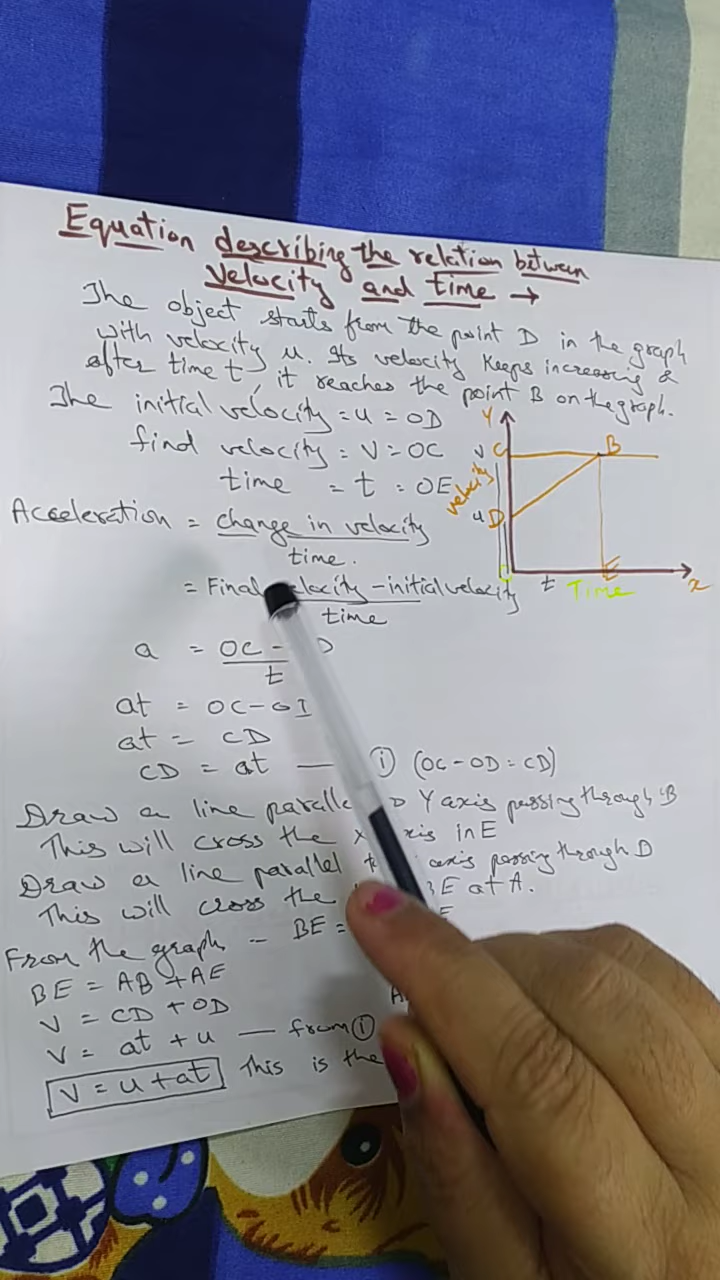 Equation describing the relation between
velocity and time →
The object starts from the point D in the graph
with velocity u. Its velocity keeps increasing &
after time t, it reaches the point B on the graph.
The initial velocity = u = OD
find velocity = V = OC
time = t = OE
Acceleration = change in velocity
time.
= Final velocity - initial velocity
time
a = OC -
t
at = OC - O
at = CD
CD = at — (i) (OC - OD = CD)
Draw a line parallel Y axis passing through B
This will cross the X axis in E
Draw a line parallel axis passing through D
This will cross the BE at A.
From the graph - BE =
BE = AB + AE
V = CD + OD
V = at + u — from (i)
V = u + at This is the
Y
V C B
velocity
u D
t E
Time x